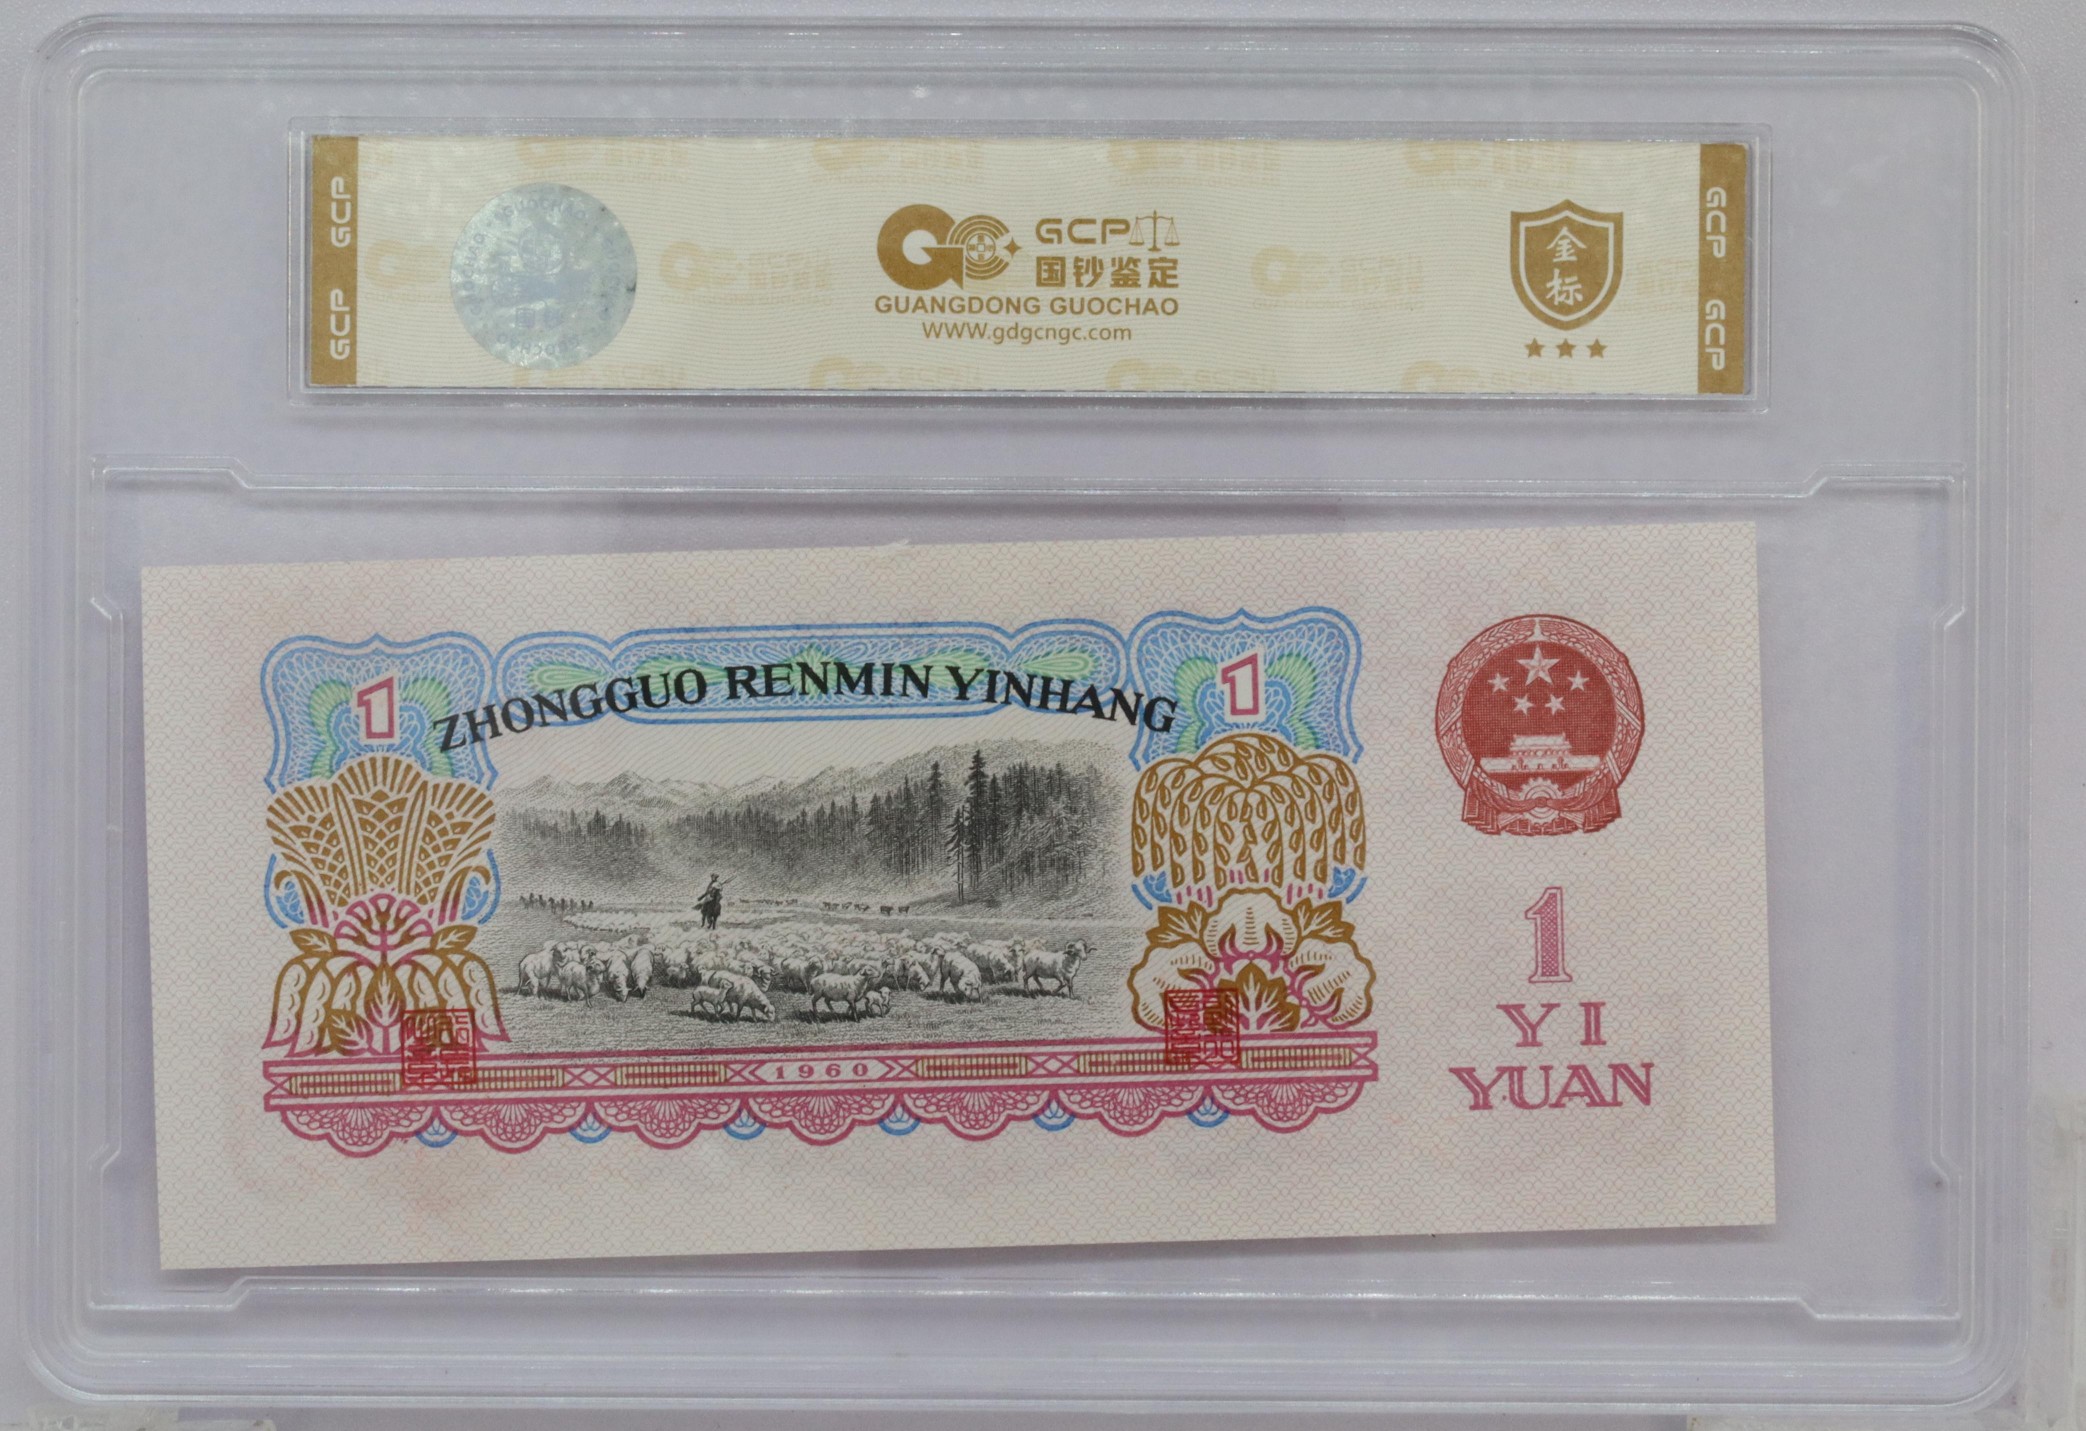 GCP GCP
GCP
国钞鉴定
GUANGDONG GUOCHAO
WWW.gdgcngc.com
金
标
GCP GCP
ZHONGGUO RENMIN YINHANG
1
1
1960
1
YI
YUAN